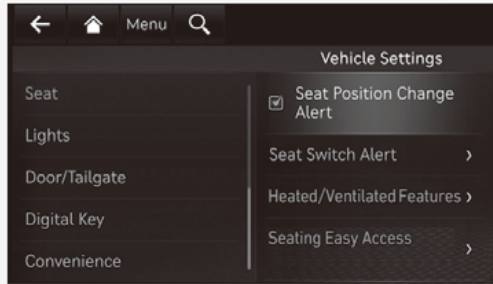 Menu
Vehicle Settings
Seat
Lights
Door/Tailgate
Digital Key
Convenience
Seat Position Change
Alert
Seat Switch Alert
Heated/Ventilated Features
Seating Easy Access